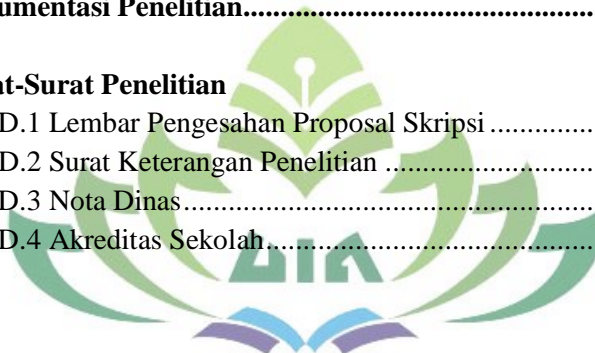 umentasi Penelitian..................................................
at-Surat Penelitian
D.1 Lembar Pengesahan Proposal Skripsi ...............
D.2 Surat Keterangan Penelitian ..............................
D.3 Nota Dinas...........................................................
D.4 Akreditas Sekolah...............................................